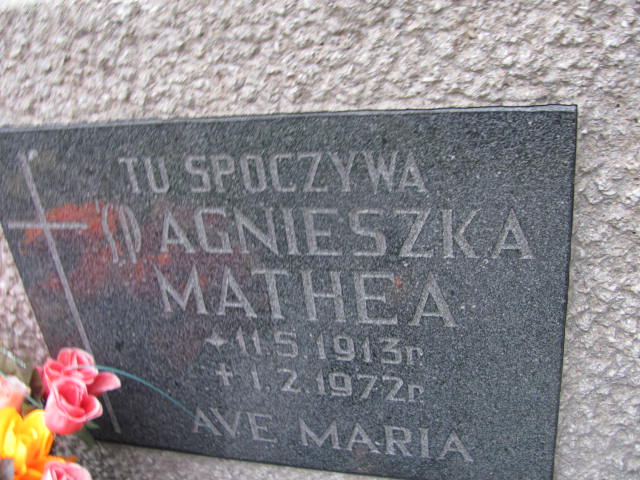 TU SPOCZYWA
AGNIESZKA
MATHEA
* 11.5.1913r.
+ 1.2.1972r.
AVE MARIA